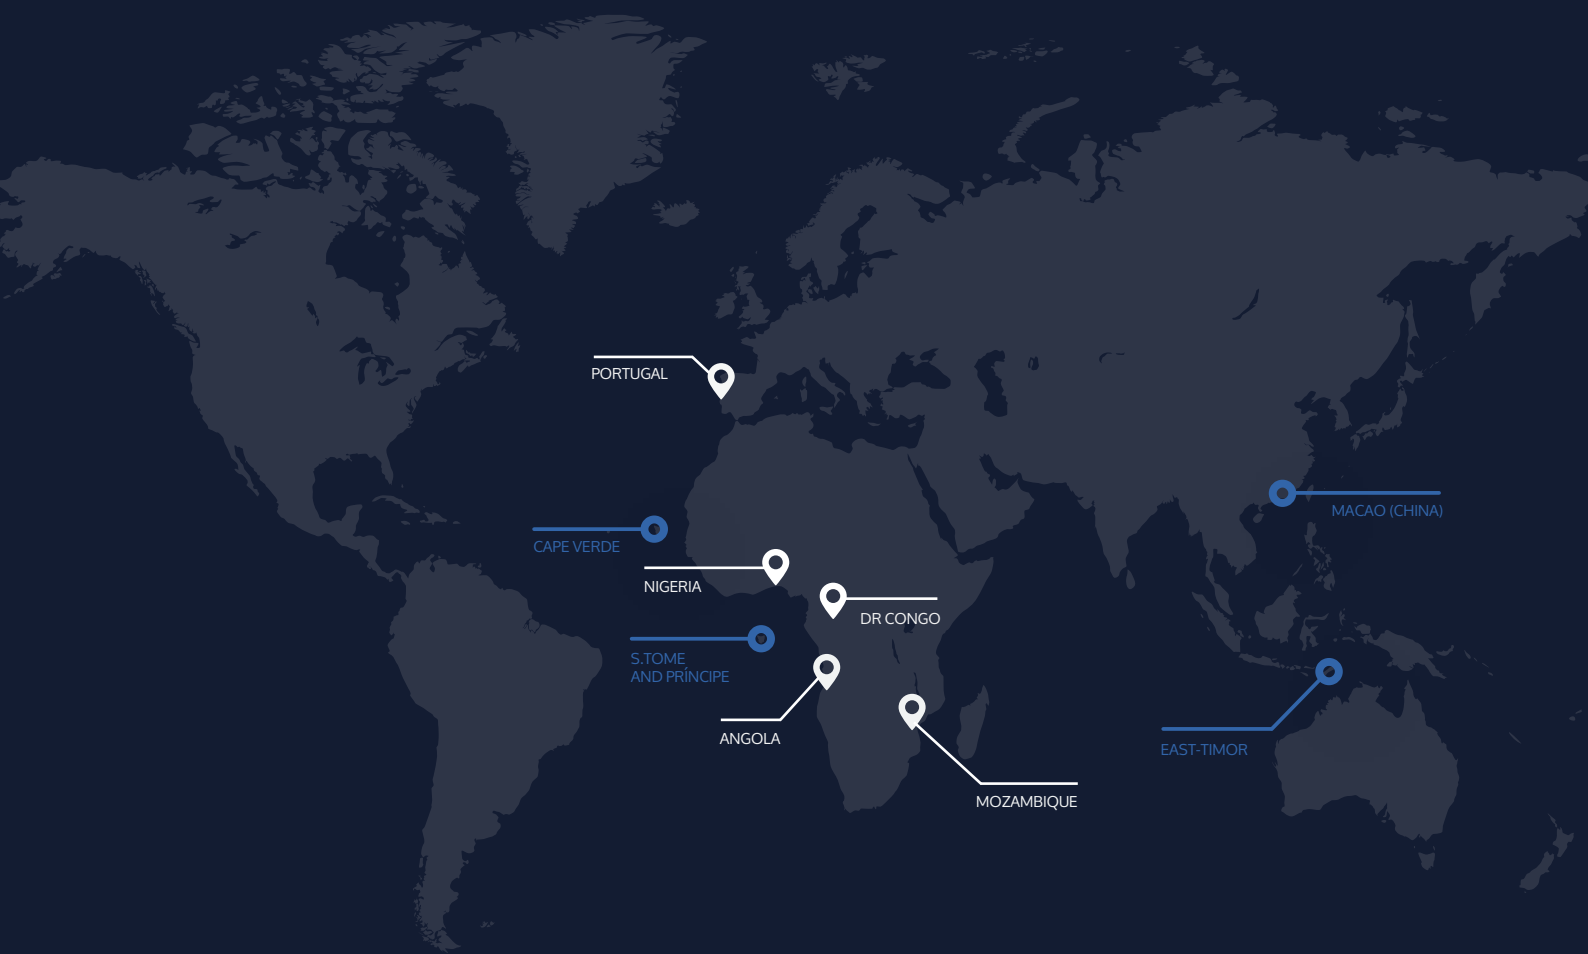 PORTUGAL
MACAO (CHINA)
CAPE VERDE
NIGERIA
DR CONGO
S.TOME
AND PRÍNCIPE
ANGOLA
EAST-TIMOR
MOZAMBIQUE